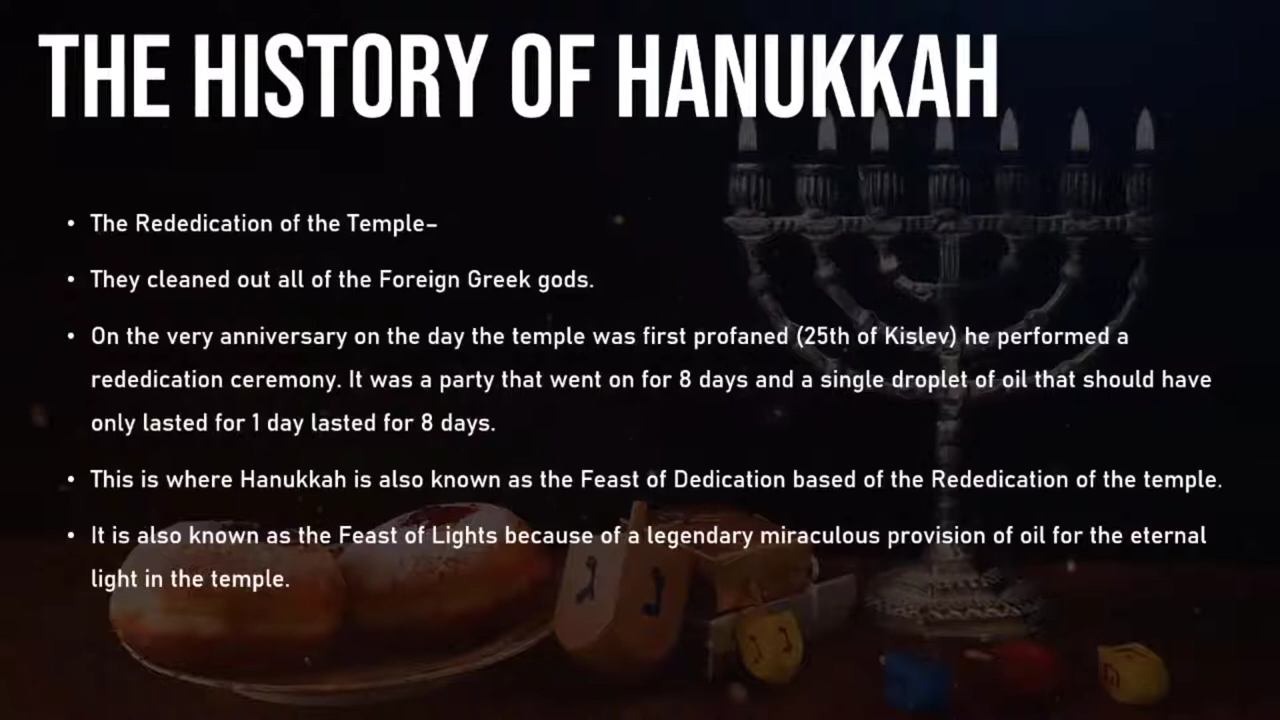 THE HISTORY OF HANUKKAH
• The Rededication of the Temple–
• They cleaned out all of the Foreign Greek gods.
• On the very anniversary on the day the temple was first profaned (25th of Kislev) he performed a
rededication ceremony. It was a party that went on for 8 days and a single droplet of oil that should have
only lasted for 1 day lasted for 8 days.
• This is where Hanukkah is also known as the Feast of Dedication based of the Rededication of the temple.
• It is also known as the Feast of Lights because of a legendary miraculous provision of oil for the eternal
light in the temple.